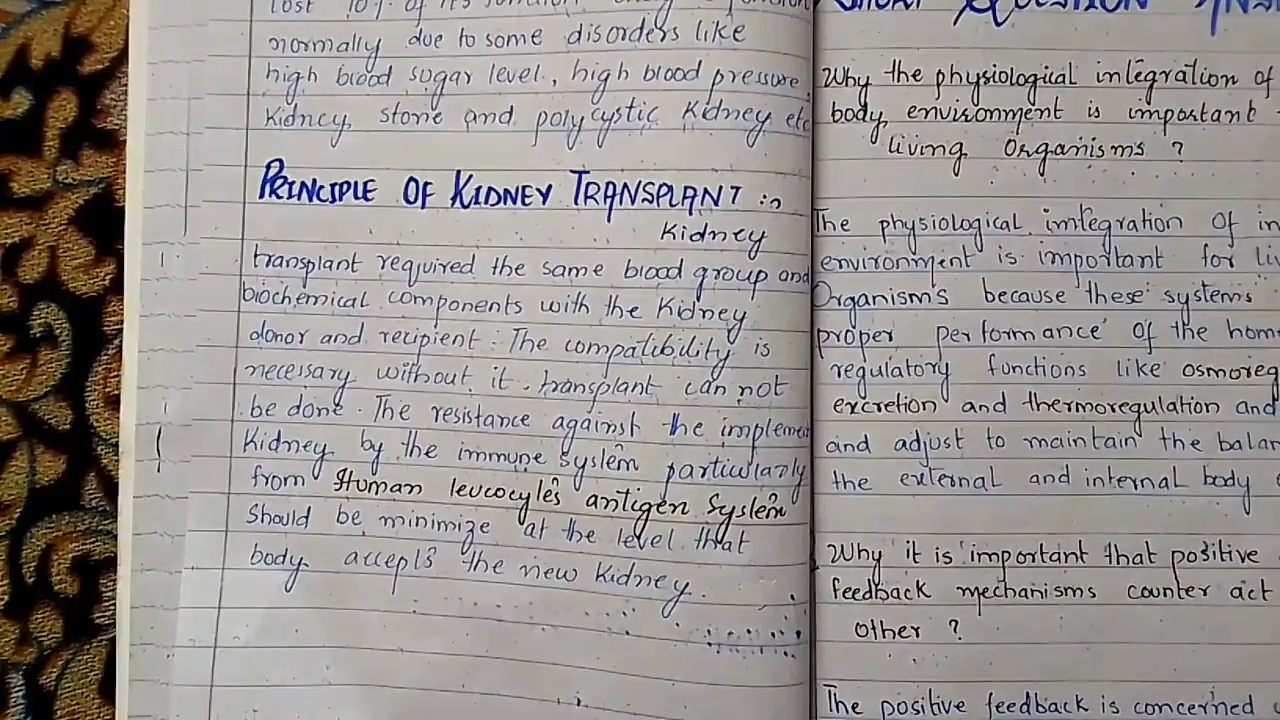 normally due to some disorders like
high blood sugar level, high blood pressure,
Kidney stone and polycystic Kidney etc
PRINCIPLE OF KIDNEY TRANSPLANT :-
Kidney
transplant required the same blood group and
biochemical components with the Kidney
donor and recipient. The compatibility is
necessary without it transplant can not
be done. The resistance against the implemen
Kidney by the immune system particularly
from Human leucocytes antigen system
should be minimize at the level that
body accepts the new Kidney.
Why the physiological integration of
body environment is important
living Organisms ?
The physiological integration of in
environment is important for liv
Organisms because these systems
proper performance of the hom
regulatory functions like osmoreg
excretion and thermoregulation and
and adjust to maintain the balan
the external and internal body
Why it is important that positive
feedback mechanisms counter act
other ?
The positive feedback is concerned